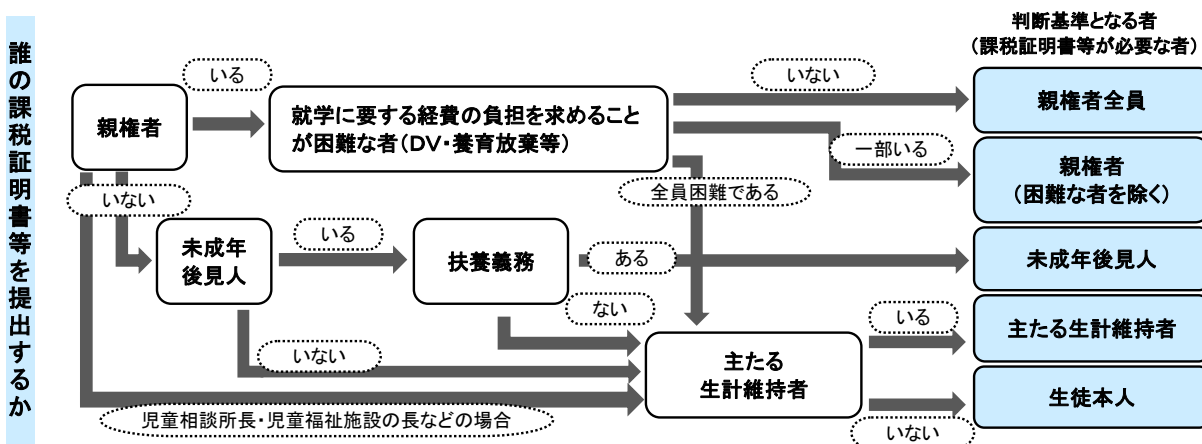 誰の課税証明書等を提出するか
判断基準となる者
(課税証明書等が必要な者)
いる
いない
親権者
就学に要する経費の負担を求めること
が困難な者(DV・養育放棄等)
親権者全員
一部いる
いない
全員困難である
親権者
(困難な者を除く)
未成年
後見人
いる
扶養義務
ある
未成年後見人
ない
いない
主たる
生計維持者
いる
主たる生計維持者
児童相談所長・児童福祉施設の長などの場合
いない
生徒本人